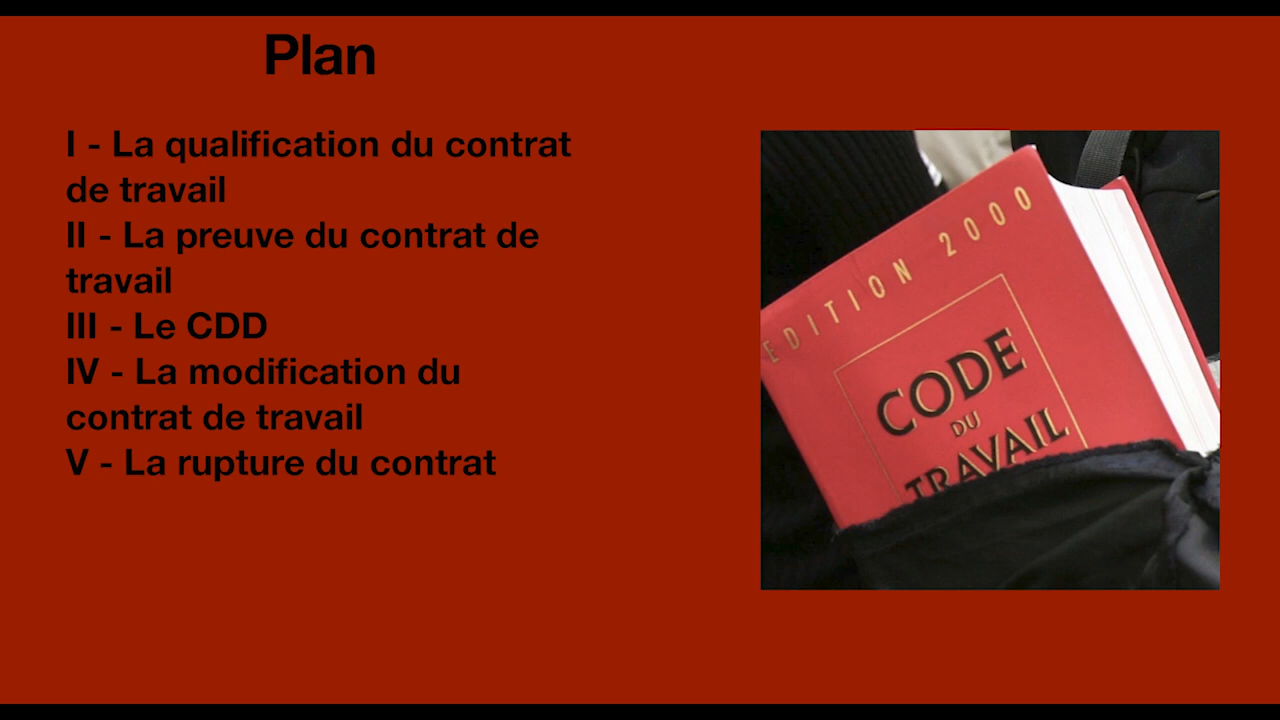 Plan
I - La qualification du contrat
de travail
II - La preuve du contrat de
travail
III - Le CDD
IV - La modification du
contrat de travail
V - La rupture du contrat
EDITION 2000
CODE
DU
TRAVAIL